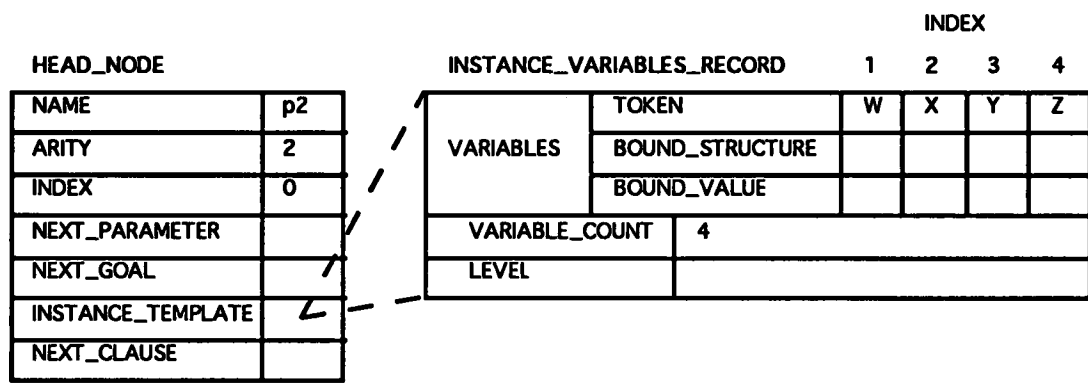 INDEX
HEAD_NODE
INSTANCE_VARIABLES_RECORD 1 2 3 4
NAME p2
ARITY 2
INDEX 0
NEXT_PARAMETER
NEXT_GOAL
INSTANCE_TEMPLATE
NEXT_CLAUSE
VARIABLES
TOKEN W X Y Z
BOUND_STRUCTURE
BOUND_VALUE
VARIABLE_COUNT 4
LEVEL